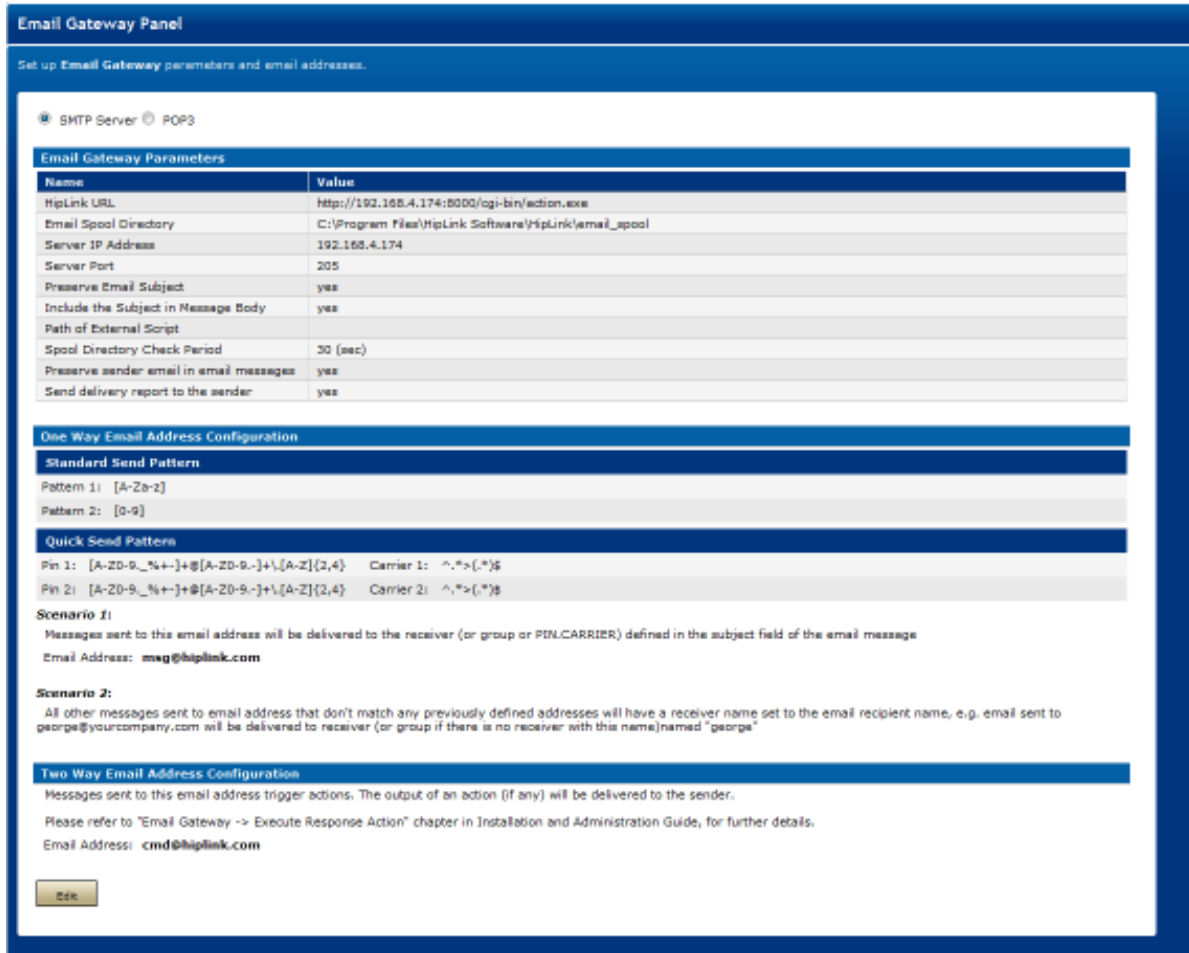 Email Gateway Panel
Set up Email Gateway parameters and email addresses.
SMTP Server POP3
Email Gateway Parameters
Name Value
HipLink URL http://192.168.4.174:8000/cgi-bin/action.exe
Email Spool Directory C:\Program Files\HipLink Software\HipLink\email_spool
Server IP Address 192.168.4.174
Server Port 205
Preserve Email Subject yes
Include the Subject in Message Body yes
Path of External Script
Spool Directory Check Period 30 (sec)
Preserve sender email in email messages yes
Send delivery report to the sender yes
One Way Email Address Configuration
Standard Send Pattern
Pattern 1: [A-Za-z]
Pattern 2: [0-9]
Quick Send Pattern
Pin 1: [A-Z0-9._%+-]+@[A-Z0-9.-]+\.[A-Z]{2,4} Carrier 1: ^.*>(.*)$
Pin 2: [A-Z0-9._%+-]+@[A-Z0-9.-]+\.[A-Z]{2,4} Carrier 2: ^.*>(.*)$
Scenario 1:
Messages sent to this email address will be delivered to the receiver (or group or PIN.CARRIER) defined in the subject field of the email message
Email Address: msg@hiplink.com
Scenario 2:
All other messages sent to email address that don't match any previously defined addresses will have a receiver name set to the email recipient name, e.g. email sent to
george@yourcompany.com will be delivered to receiver (or group if there is no receiver with this name)named "george"
Two Way Email Address Configuration
Messages sent to this email address trigger actions. The output of an action (if any) will be delivered to the sender.
Please refer to "Email Gateway -> Execute Response Action" chapter in Installation and Administration Guide, for further details.
Email Address: cmd@hiplink.com
Edit